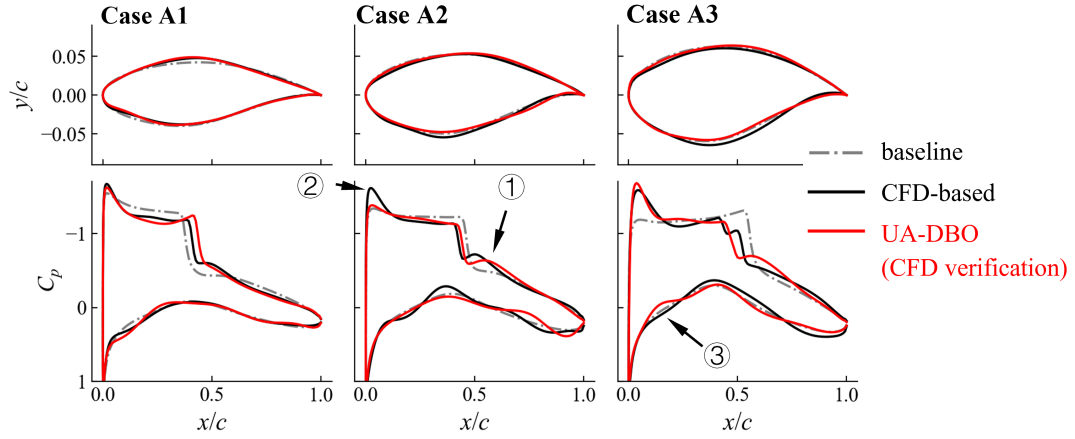 Case A1 Case A2 Case A3
0.05
0.00
−0.05
y/c
baseline
CFD-based
UA-DBO
(CFD verification)
② ①
−1
0
1
Cp
③
0.0 0.5 1.0 0.0 0.5 1.0 0.0 0.5 1.0
x/c x/c x/c